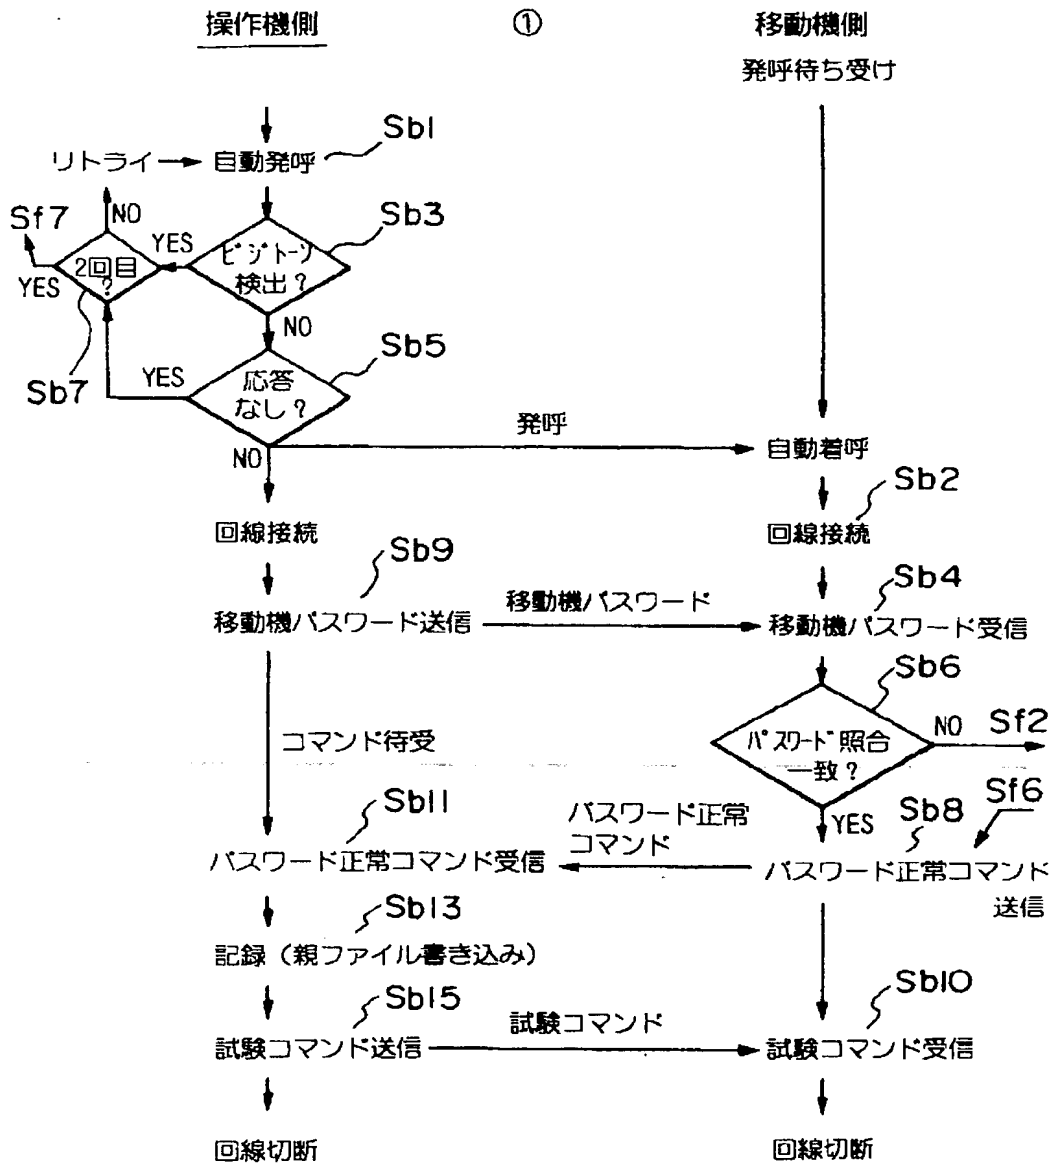 操作機側 ① 移動機側
発呼待ち受け
Sb1
リトライ 自動発呼
Sf7 NO Sb3
YES ビジトーン
2回目 検出?
?
YES
NO
Sb7 YES Sb5
応答
なし?
発呼
NO 自動着呼
Sb2
回線接続 回線接続
Sb9 Sb4
移動機パスワード送信 移動機パスワード 移動機パスワード受信
Sb6
NO Sf2
コマンド待受 パスワード照合
一致?
Sb11 パスワード正常 YES Sb8 Sf6
コマンド
パスワード正常コマンド受信 パスワード正常コマンド
送信
Sb13
記録(親ファイル書き込み)
Sb15 Sb10
試験コマンド送信 試験コマンド 試験コマンド受信
回線切断 回線切断